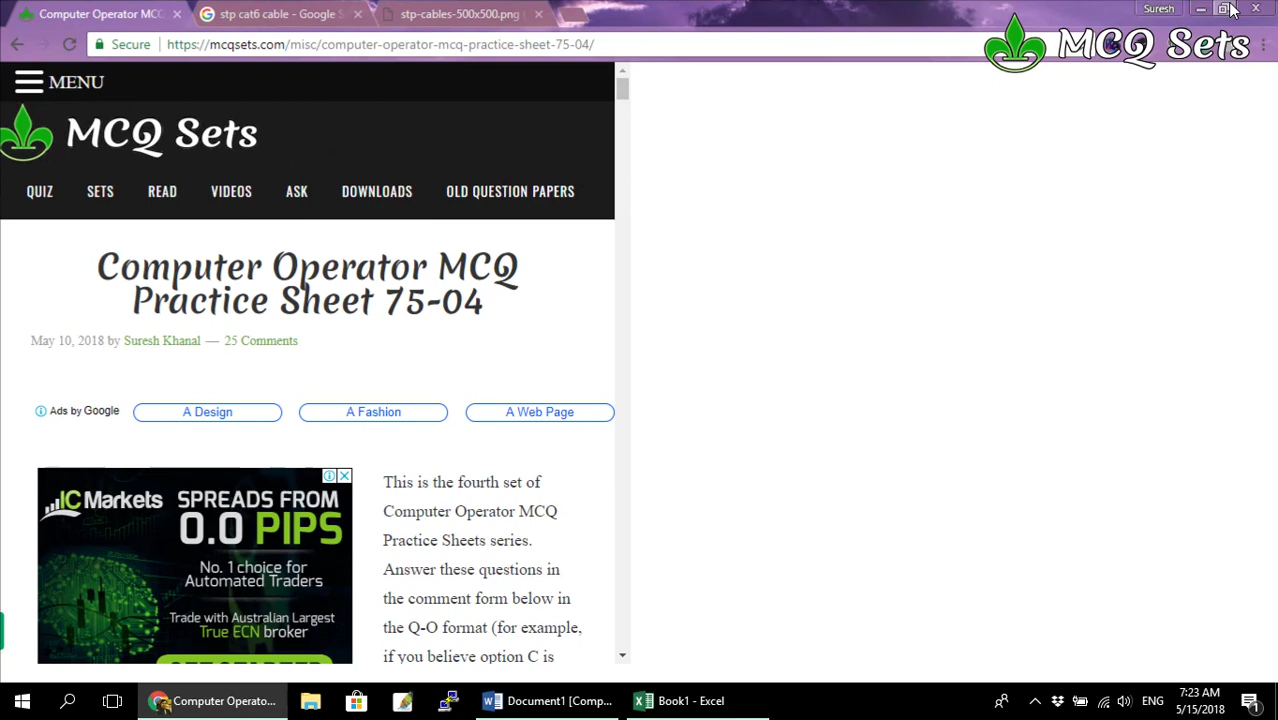 Computer Operator MCQ
stp cat6 cable - Google S
stp-cables-500x500.png
Suresh
Secure
https://mcqsets.com/misc/computer-operator-mcq-practice-sheet-75-04/
MCQ Sets
MENU
MCQ Sets
QUIZ SETS READ VIDEOS ASK DOWNLOADS OLD QUESTION PAPERS
Computer Operator MCQ
Practice Sheet 75-04
May 10, 2018 by Suresh Khanal — 25 Comments
Ads by Google
A Design
A Fashion
A Web Page
IC Markets
SPREADS FROM
0.0 PIPS
No. 1 choice for
Automated Traders
Trade with Australian Largest
True ECN broker
This is the fourth set of
Computer Operator MCQ
Practice Sheets series.
Answer these questions in
the comment form below in
the Q-O format (for example,
if you believe option C is
Computer Operato...
Document1 [Comp...
Book1 - Excel
ENG
7:23 AM
5/15/2018
1